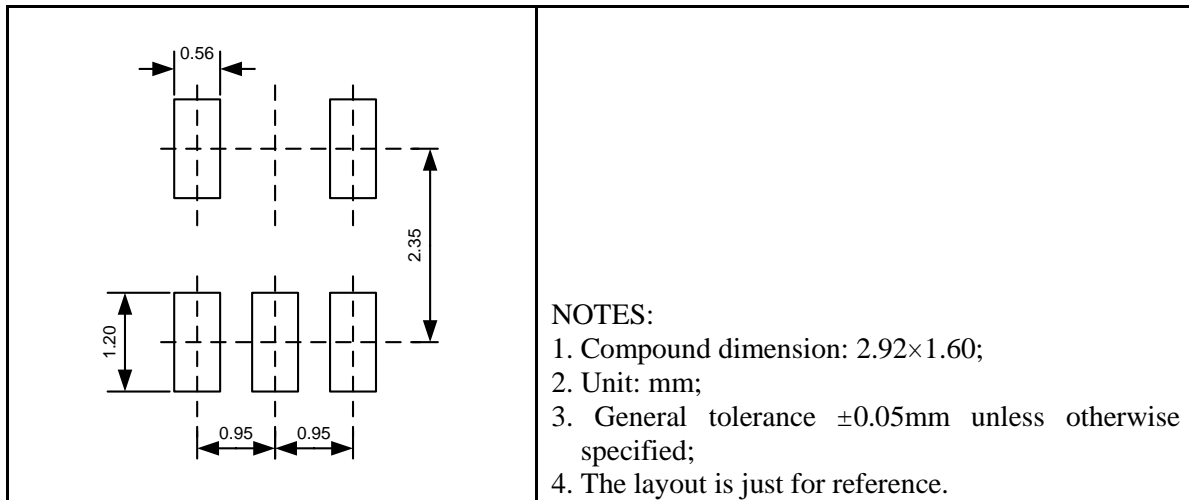 0.56
2.35
1.20
0.95
0.95
NOTES:
1. Compound dimension: 2.92×1.60;
2. Unit: mm;
3. General tolerance ±0.05mm unless otherwise
specified;
4. The layout is just for reference.